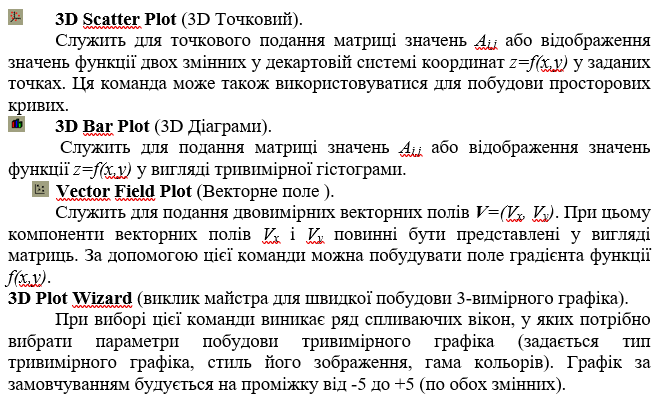 3D Scatter Plot (3D Точковий).
Служить для точкового подання матриці значень Ai,j або відображення
значень функції двох змінних у декартовій системі координат z=f(x,y) у заданих
точках. Ця команда може також використовуватися для побудови просторових
кривих.
3D Bar Plot (3D Діаграми).
Служить для подання матриці значень Ai,j або відображення значень
функції z=f(x,y) у вигляді тривимірної гістограми.
Vector Field Plot (Векторне поле ).
Служить для подання двовимірних векторних полів V=(Vx, Vy). При цьому
компоненти векторних полів Vx і Vy повинні бути представлені у вигляді
матриць. За допомогою цієї команди можна побудувати поле градієнта функції
f(x,y).
3D Plot Wizard (виклик майстра для швидкої побудови 3-вимірного графіка).
При виборі цієї команди виникає ряд спливаючих вікон, у яких потрібно
вибрати параметри побудови тривимірного графіка (задається тип
тривимірного графіка, стиль його зображення, гама кольорів). Графік за
замовчуванням будується на проміжку від -5 до +5 (по обох змінних).